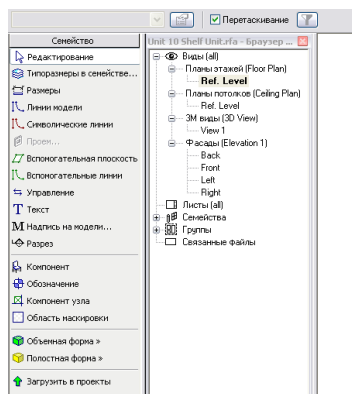 Перетаскивание
Семейство
Редактирование
Типоразмеры в семействе...
Размеры
Линии модели
Символические линии
Проем...
Вспомогательная плоскость
Вспомогательные линии
Управление
Текст
Надпись на модели...
Разрез
Компонент
Обозначение
Компонент узла
Область маскировки
Объемная форма »
Полостная форма »
Загрузить в проекты
Unit 10 Shelf Unit.rfa - Браузер ...
Виды (all)
Планы этажей (Floor Plan)
Ref. Level
Планы потолков (Ceiling Plan)
Ref. Level
3М виды (3D View)
View 1
Фасады (Elevation 1)
Back
Front
Left
Right
Листы (all)
Семейства
Группы
Связанные файлы